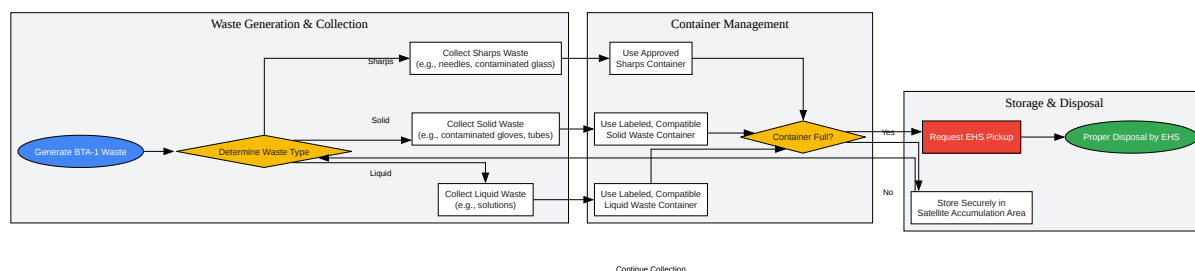 Waste Generation & Collection
Container Management
Storage & Disposal
Generate BTA-1 Waste
Determine Waste Type
Sharps
Solid
Liquid
Collect Sharps Waste
(e.g., needles, contaminated glass)
Collect Solid Waste
(e.g., contaminated gloves, tubes)
Collect Liquid Waste
(e.g., solutions)
Use Approved
Sharps Container
Use Labeled, Compatible
Solid Waste Container
Use Labeled, Compatible
Liquid Waste Container
Container Full?
Yes
No
Request EHS Pickup
Proper Disposal by EHS
Store Securely in
Satellite Accumulation Area
Continue Collection